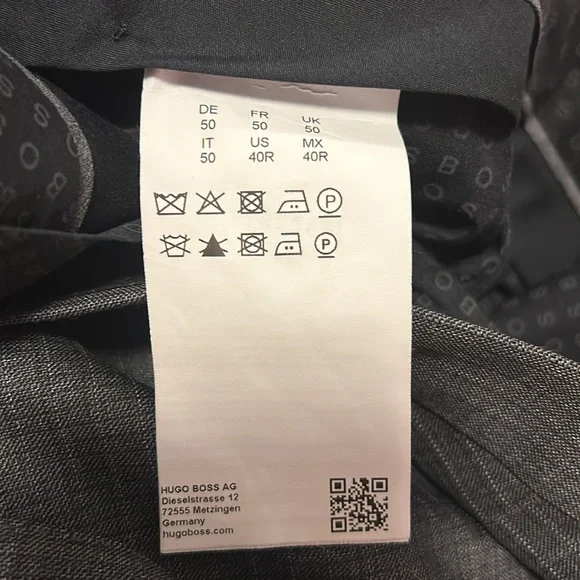 DE FR UK
50 50 50
IT US MX
50 40R 40R
P
P
HUGO BOSS AG
Dieselstrasse 12
72555 Metzingen
Germany
hugoboss.com